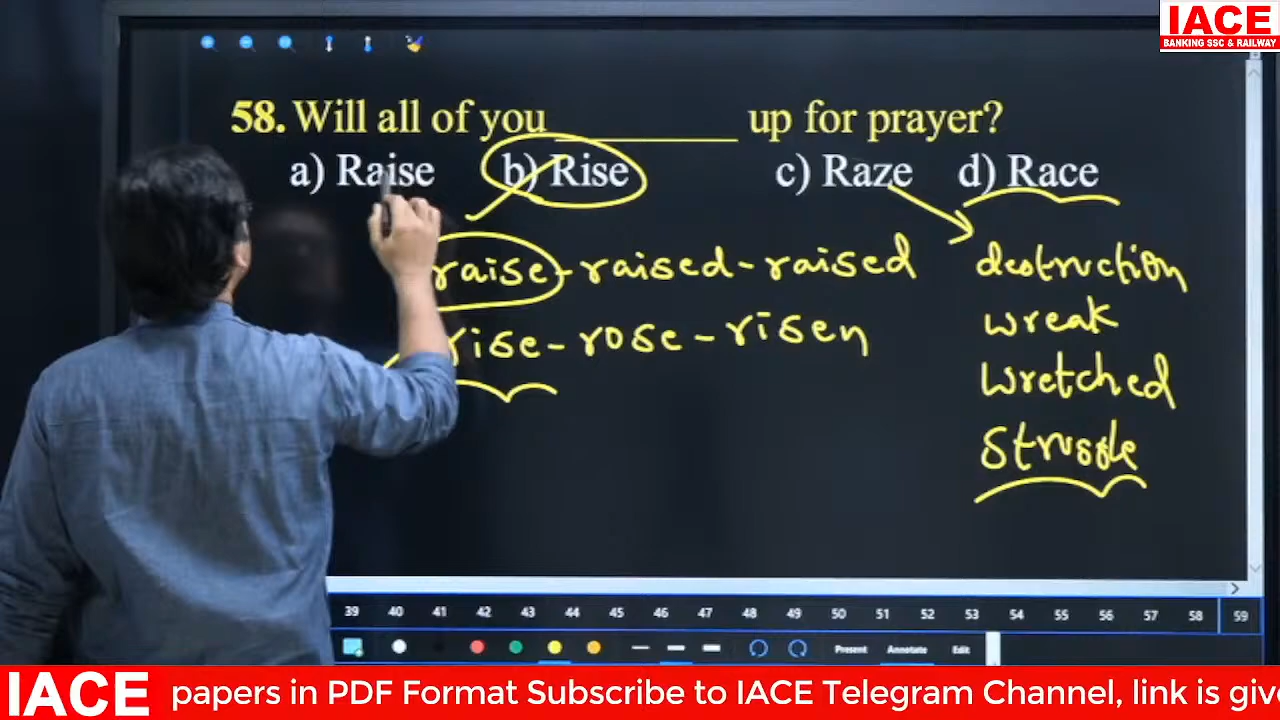 IACE
BANKING SSC & RAILWAY
58. Will all of you ________ up for prayer?
a) Raise b) Rise c) Raze d) Race
raise - raised - raised
rise - rose - risen
destruction
wreak
Wretched
Struggle
39 40 41 42 43 44 45 46 47 48 49 50 51 52 53 54 55 56 57 58 59
Present Annotate Edit
IACE papers in PDF Format Subscribe to IACE Telegram Channel, link is give